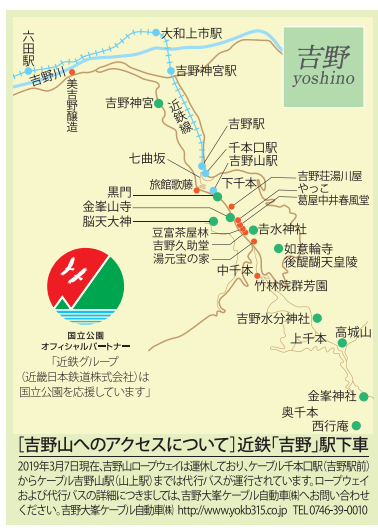 大和上市駅
六田駅
吉野
yoshino
吉野川
吉野神宮駅
美吉野醸造
吉野神宮
近鉄線
吉野駅
千本口駅
吉野山駅
七曲坂
旅館歌藤
下千本
吉野荘湯川屋
やっこ
葛屋中井春風堂
黒門
金峯山寺
脳天大神
豆富茶屋林
吉野久助堂
湯元宝の家
吉水神社
如意輪寺
後醍醐天皇陵
中千本
竹林院群芳園
吉野水分神社
上千本
高城山
金峯神社
奥千本
西行庵
国立公園
オフィシャルパートナー
「近鉄グループ
（近畿日本鉄道株式会社）は
国立公園を応援しています」
［吉野山へのアクセスについて］近鉄「吉野」駅下車
2019年3月7日現在、吉野山ロープウェイは運休しており、ケーブル千本口駅（吉野駅前）
からケーブル吉野山駅（山上駅）までは代行バスが運行されています。ロープウェイ
および代行バスの詳細につきましては、吉野大峯ケーブル自動車㈱へお問い合わせ
ください。吉野大峯ケーブル自動車㈱ http://www.yokb315.co.jp TEL 0746-39-0010